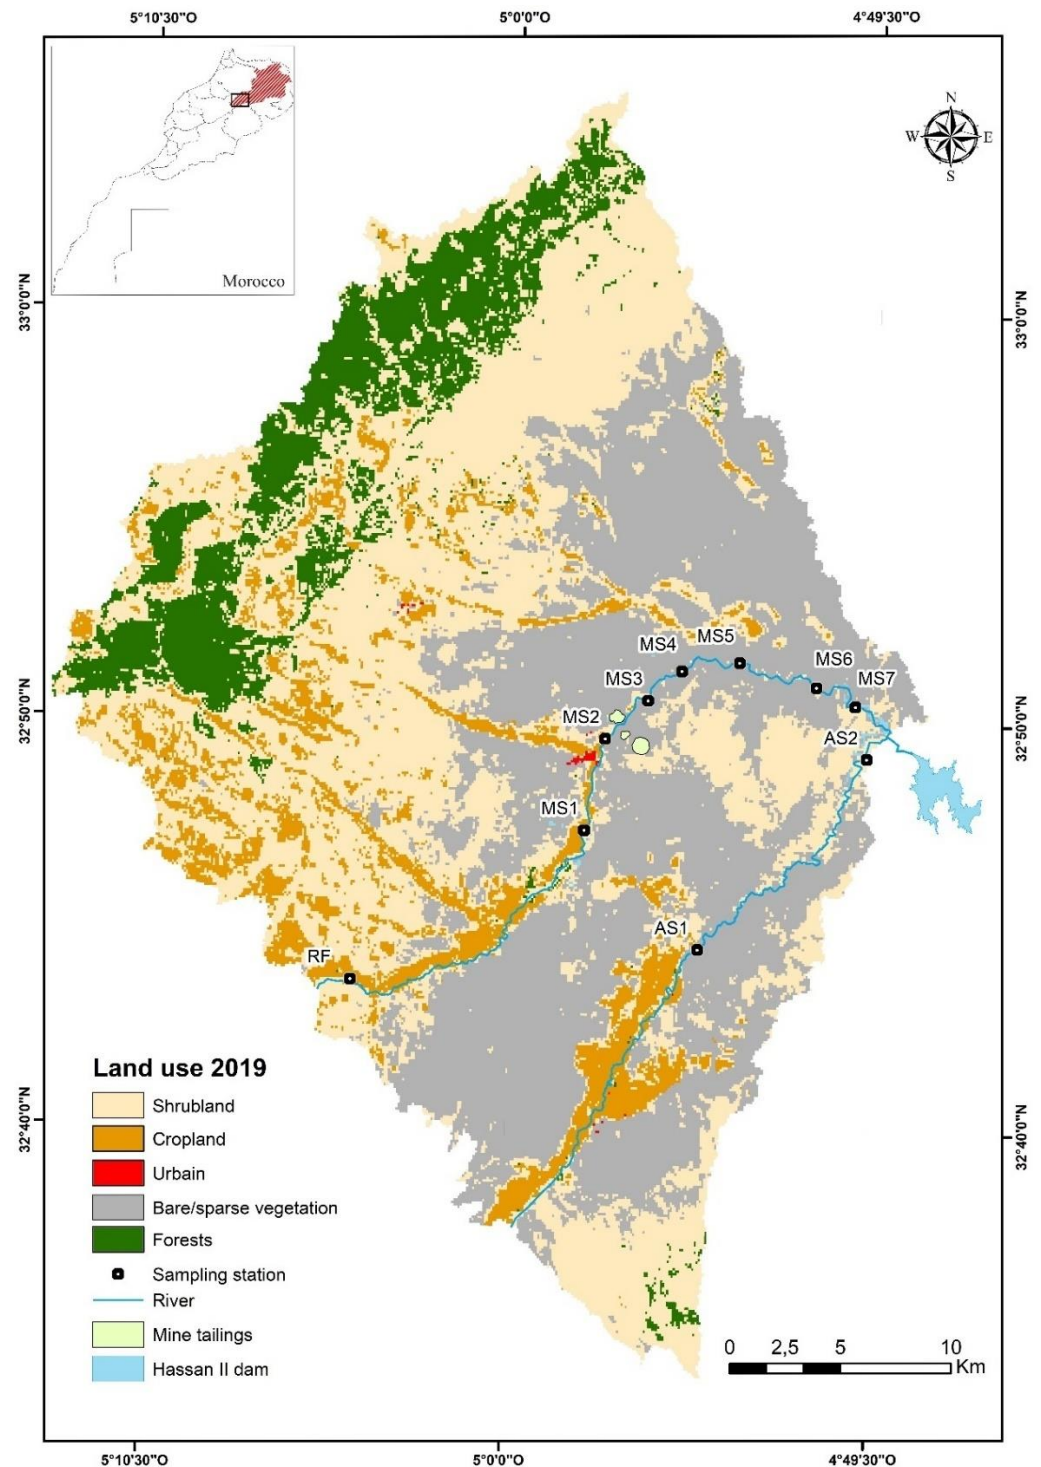 5°10'30"O
5°0'0"O
4°49'30"O
N
W
E
S
Morocco
33°0'0"N
33°0'0"N
MS5
MS4
MS6
MS3
MS7
MS2
32°50'0"N
32°50'0"N
AS2
MS1
AS1
RF
Land use 2019
Shrubland
Cropland
Urbain
Bare/sparse vegetation
Forests
Sampling station
River
Mine tailings
Hassan II dam
32°40'0"N
32°40'0"N
0 2,5 5 10
Km
5°10'30"O
5°0'0"O
4°49'30"O